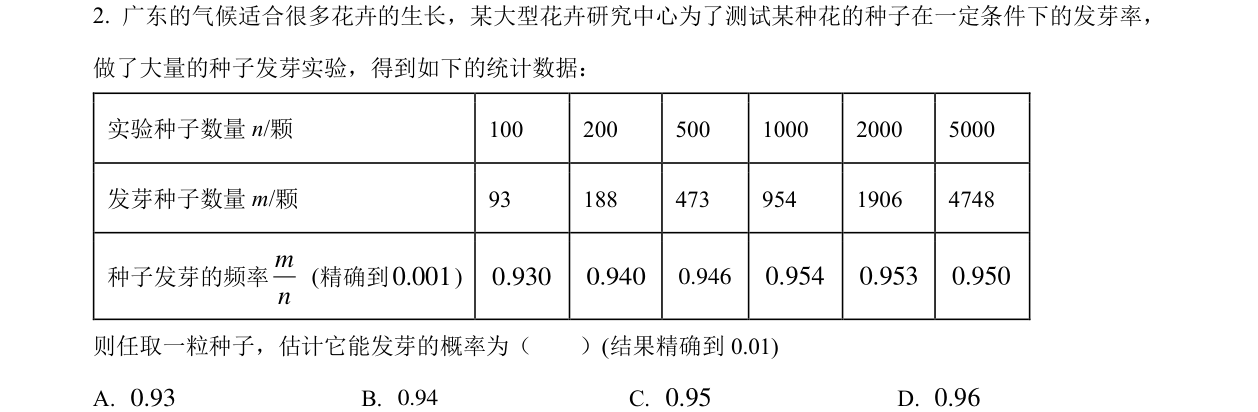 2. 广东的气候适合很多花卉的生长，某大型花卉研究中心为了测试某种花的种子在一定条件下的发芽率，
做了大量的种子发芽实验，得到如下的统计数据：
实验种子数量 n/颗 100 200 500 1000 2000 5000
发芽种子数量 m/颗 93 188 473 954 1906 4748
种子发芽的频率 m/n (精确到0.001) 0.930 0.940 0.946 0.954 0.953 0.950
则任取一粒种子，估计它能发芽的概率为（　　）(结果精确到 0.01)
A. 0.93 B. 0.94 C. 0.95 D. 0.96